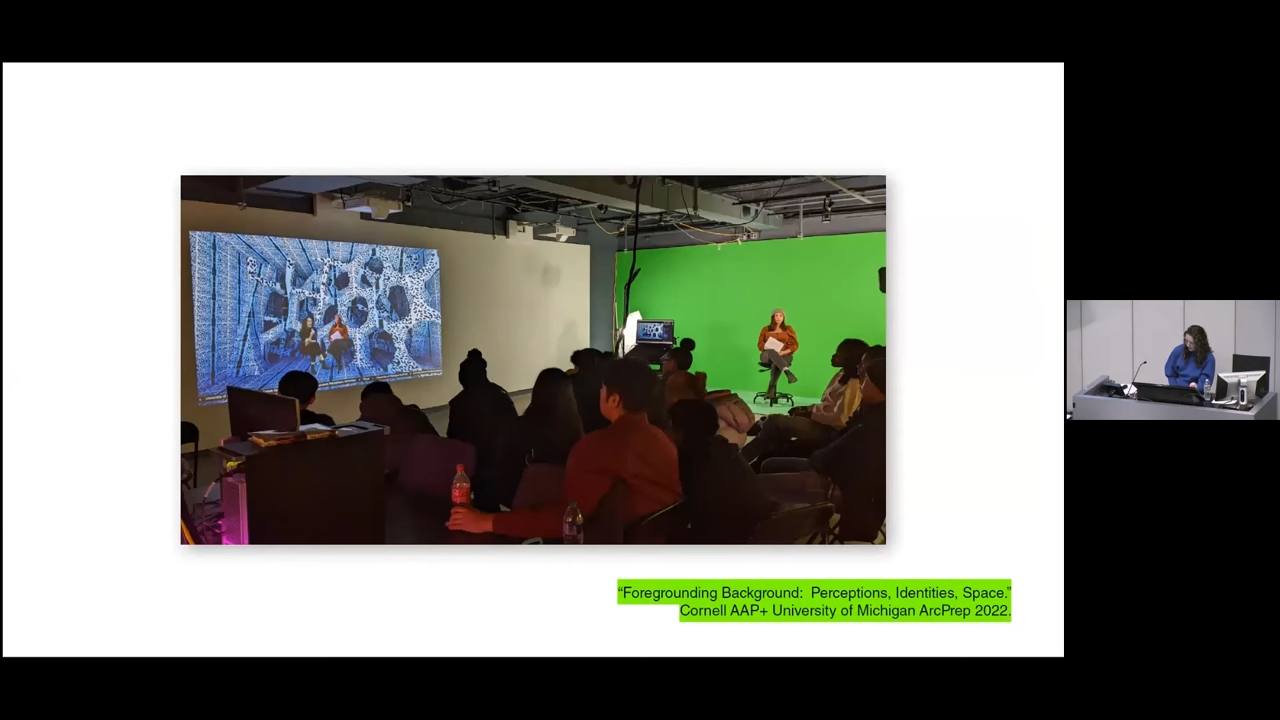 “Foregrounding Background:  Perceptions, Identities, Space.”
Cornell AAP+ University of Michigan ArcPrep 2022.